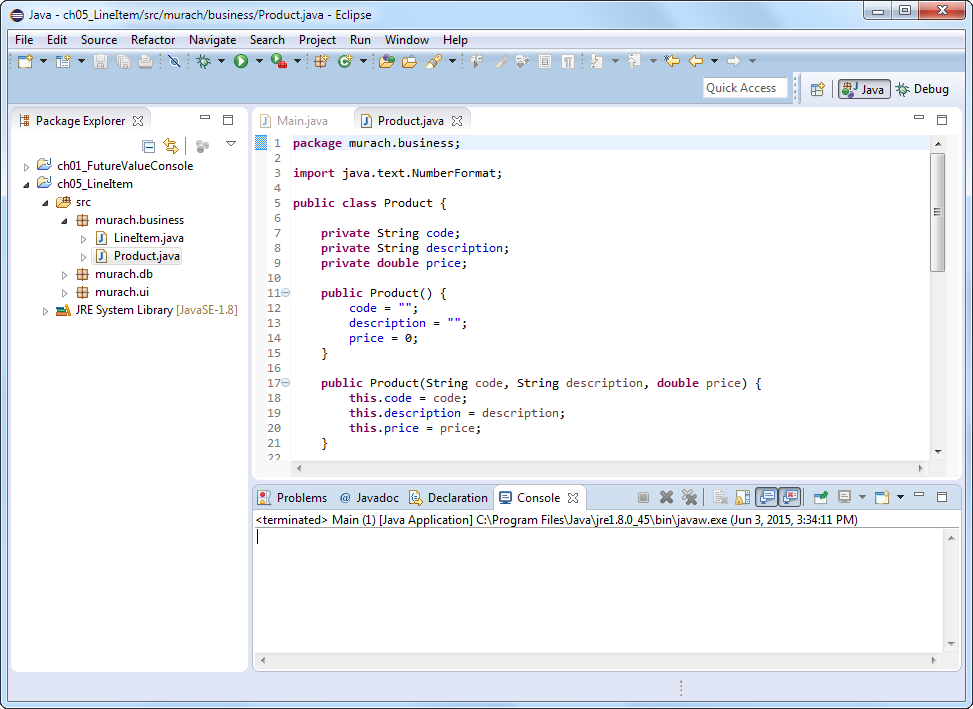 Java - ch05_LineItem/src/murach/business/Product.java - Eclipse
File Edit Source Refactor Navigate Search Project Run Window Help
Quick Access Java Debug
Package Explorer
ch01_FutureValueConsole
ch05_LineItem
src
murach.business
LineItem.java
Product.java
murach.db
murach.ui
JRE System Library [JavaSE-1.8]
Main.java Product.java
1 package murach.business;
2
3 import java.text.NumberFormat;
4
5 public class Product {
6
7     private String code;
8     private String description;
9     private double price;
10
11     public Product() {
12         code = "";
13         description = "";
14         price = 0;
15     }
16
17     public Product(String code, String description, double price) {
18         this.code = code;
19         this.description = description;
20         this.price = price;
21     }
22
Problems @ Javadoc Declaration Console
<terminated> Main (1) [Java Application] C:\Program Files\Java\jre1.8.0_45\bin\javaw.exe (Jun 3, 2015, 3:34:11 PM)